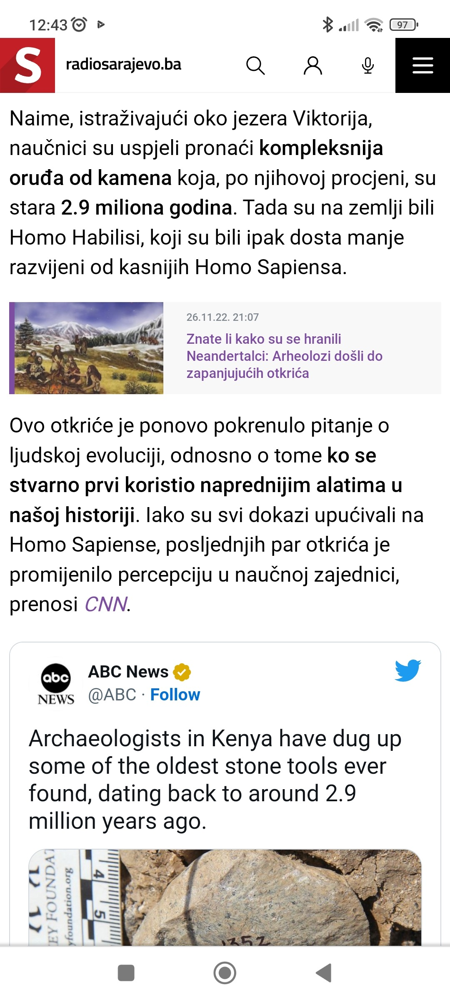 12:43
97
S
radiosarajevo.ba
Naime, istraživajući oko jezera Viktorija,
naučnici su uspjeli pronaći kompleksnija
oruđa od kamena koja, po njihovoj procjeni, su
stara 2.9 miliona godina. Tada su na zemlji bili
Homo Habilisi, koji su bili ipak dosta manje
razvijeni od kasnijih Homo Sapiensa.
26.11.22. 21:07
Znate li kako su se hranili
Neandertalci: Arheolozi došli do
zapanjujućih otkrića
Ovo otkriće je ponovo pokrenulo pitanje o
ljudskoj evoluciji, odnosno o tome ko se
stvarno prvi koristio naprednijim alatima u
našoj historiji. Iako su svi dokazi upućivali na
Homo Sapiense, posljednjih par otkrića je
promijenilo percepciju u naučnoj zajednici,
prenosi CNN.
abc
NEWS
ABC News
@ABC · Follow
Archaeologists in Kenya have dug up
some of the oldest stone tools ever
found, dating back to around 2.9
million years ago.
EY FOUNDAT
yfoundation.org
4
5
1352